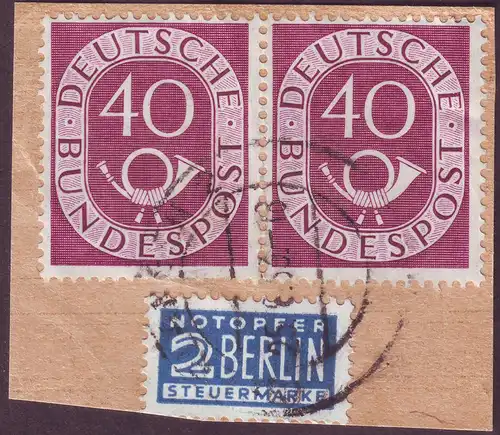 DEUTSCHE
40
BUNDESPOST
DEUTSCHE
40
BUNDESPOST
NOTOPFER
2 BERLIN
STEUERMARKE